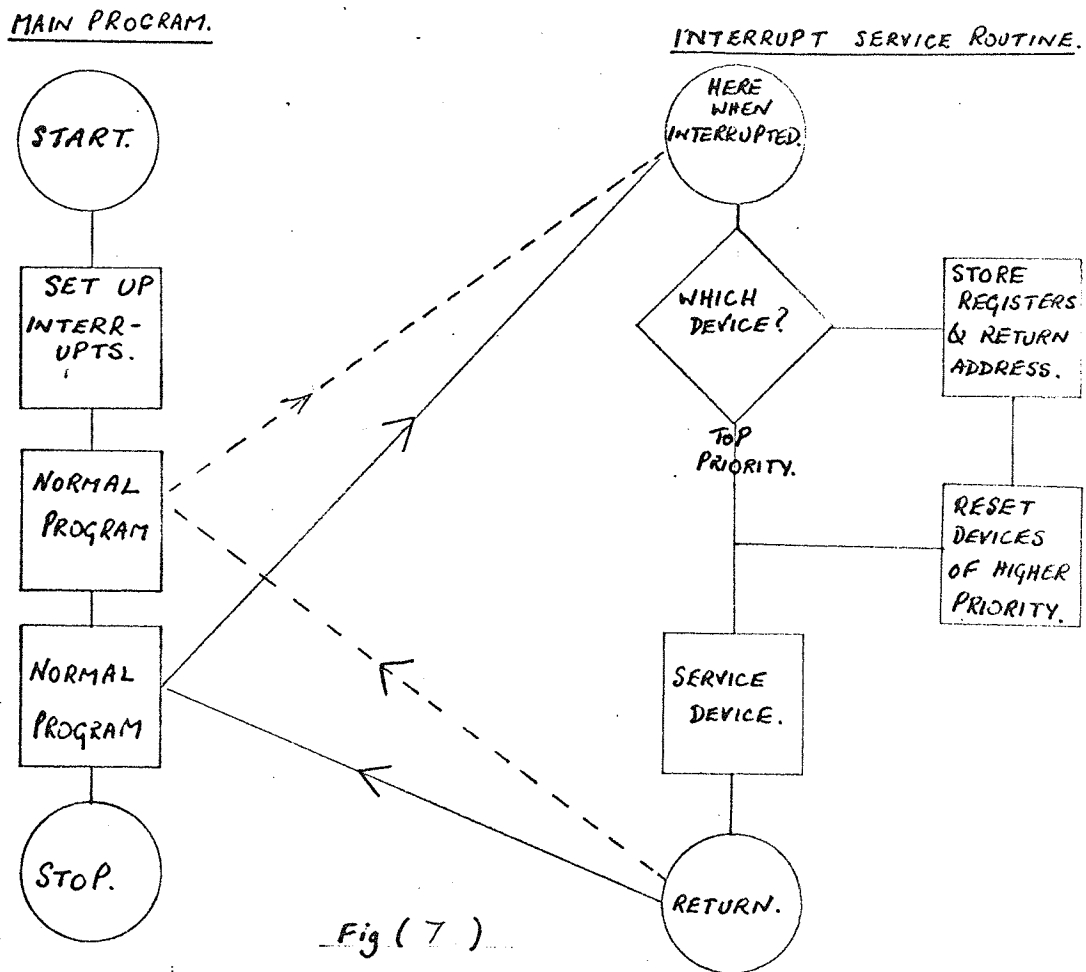 MAIN PROGRAM.
START.
SET UP
INTERR-
UPTS.
NORMAL
PROGRAM
NORMAL
PROGRAM
STOP.
INTERRUPT SERVICE ROUTINE.
HERE
WHEN
INTERRUPTED.
WHICH
DEVICE?
TOP
PRIORITY.
STORE
REGISTERS
& RETURN
ADDRESS.
RESET
DEVICES
OF HIGHER
PRIORITY.
SERVICE
DEVICE.
RETURN.
Fig (7)